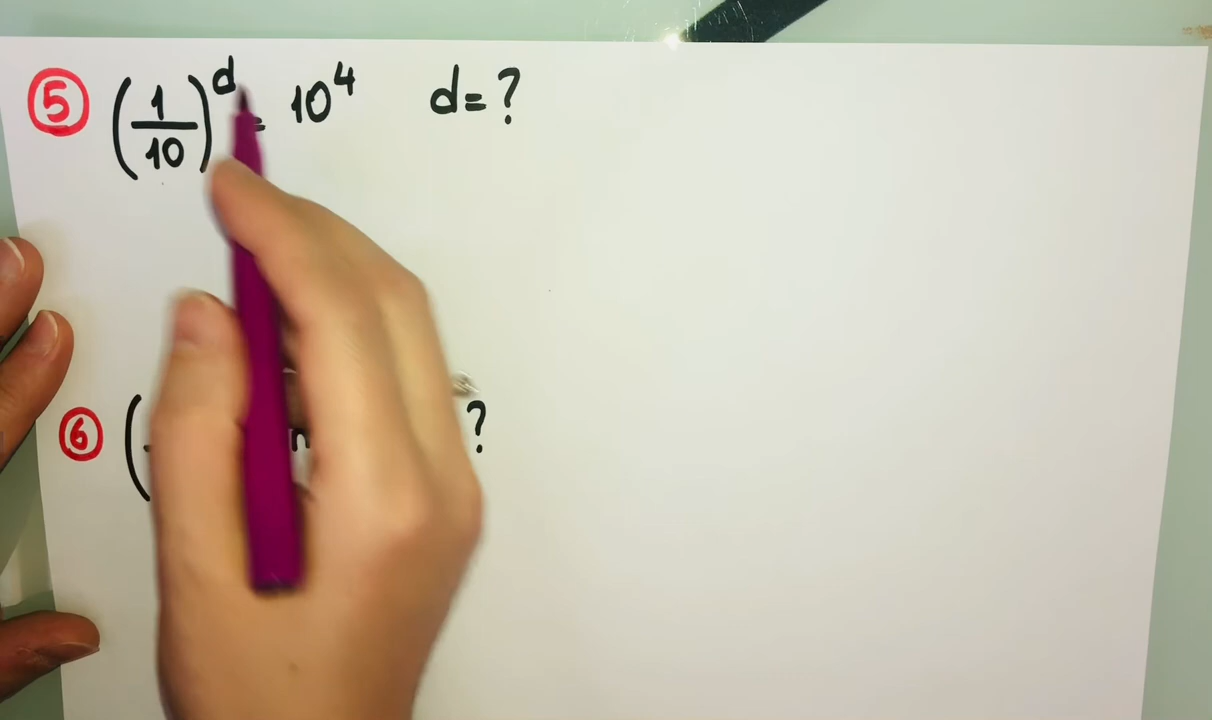 5 (1/10)^d = 10^4 d = ?
6 ( n ?